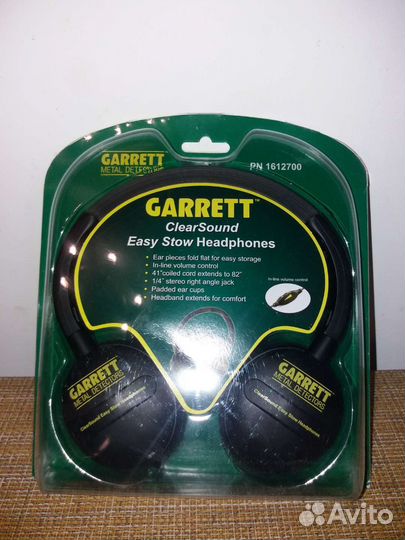 GARRETT
METAL DETECTORS
PN 1612700
GARRETT™
ClearSound
Easy Stow Headphones
• Ear pieces fold flat for easy storage
• In-line volume control
• 41" coiled cord extends to 82"
• 1/4" stereo right angle jack
• Padded ear cups
• Headband extends for comfort
In-line volume control
GARRETT
METAL DETECTORS
ClearSound Easy Stow Headphones
GARRETT
METAL DETECTORS
ClearSound Easy Stow Headphones
Avito